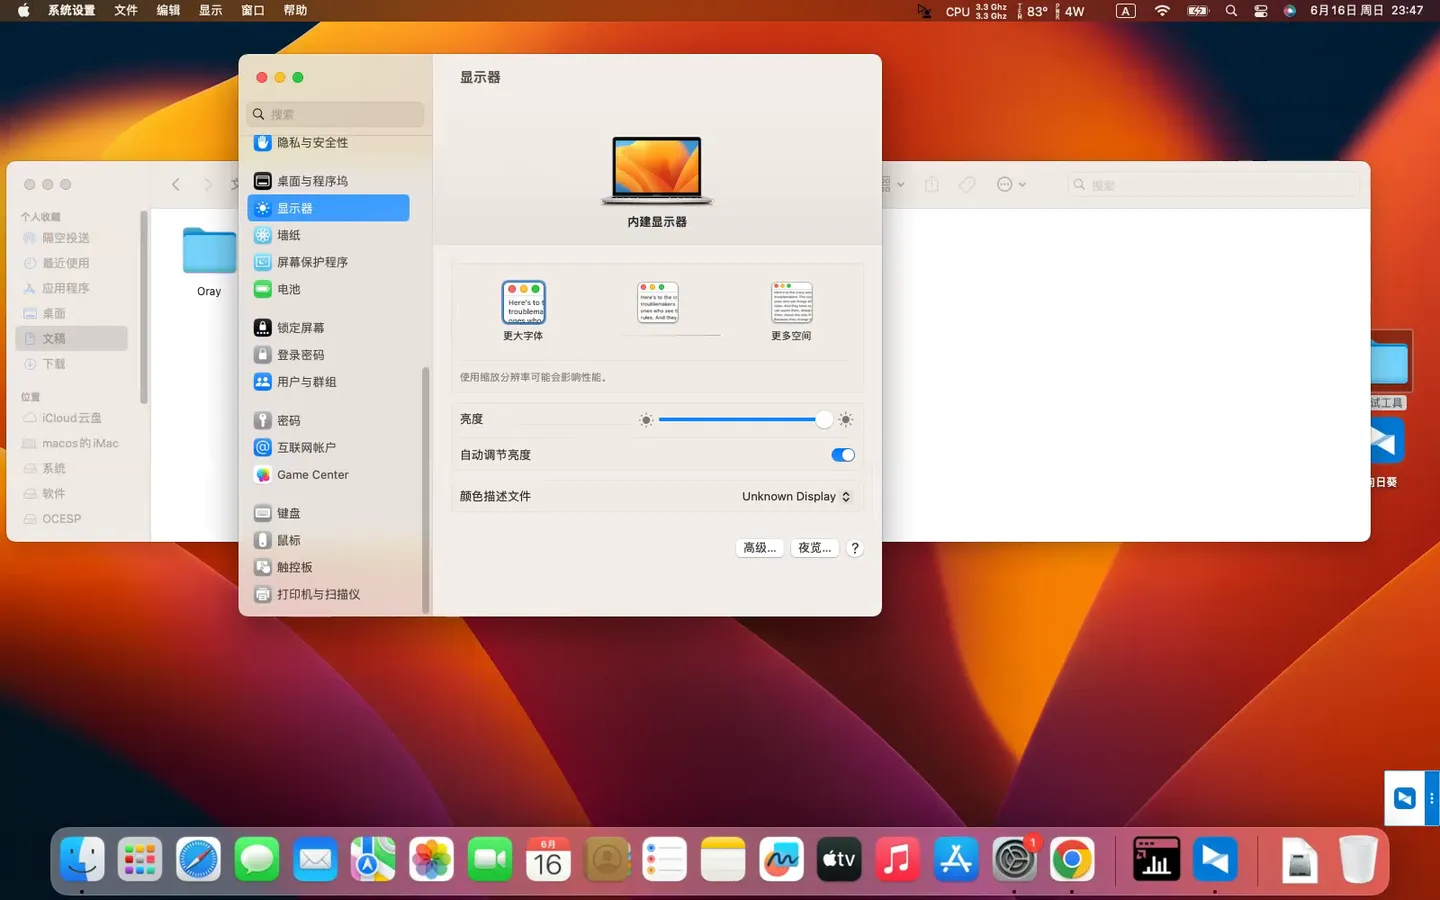 系统设置 文件 编辑 显示 窗口 帮助
CPU 3.3 Ghz 3.3 Ghz 83° 4W A 6月16日 周日 23:47
显示器
搜索
隐私与安全性
桌面与程序坞
显示器
墙纸
屏幕保护程序
电池
锁定屏幕
登录密码
用户与群组
密码
互联网帐户
Game Center
键盘
鼠标
触控板
打印机与扫描仪
内建显示器
Here's to t
troublema
ones who
更大字体
Here's to the cr
troublemakers.
ones who see t
rules. And they
更多空间
使用缩放分辨率可能会影响性能。
亮度
自动调节亮度
颜色描述文件 Unknown Display
高级... 夜览... ?
个人收藏
隔空投送
最近使用
应用程序
桌面
文稿
下载
位置
iCloud云盘
macos的iMac
系统
软件
OCESP
Oray
搜索
试工具
向日葵
6月
16
tv
1